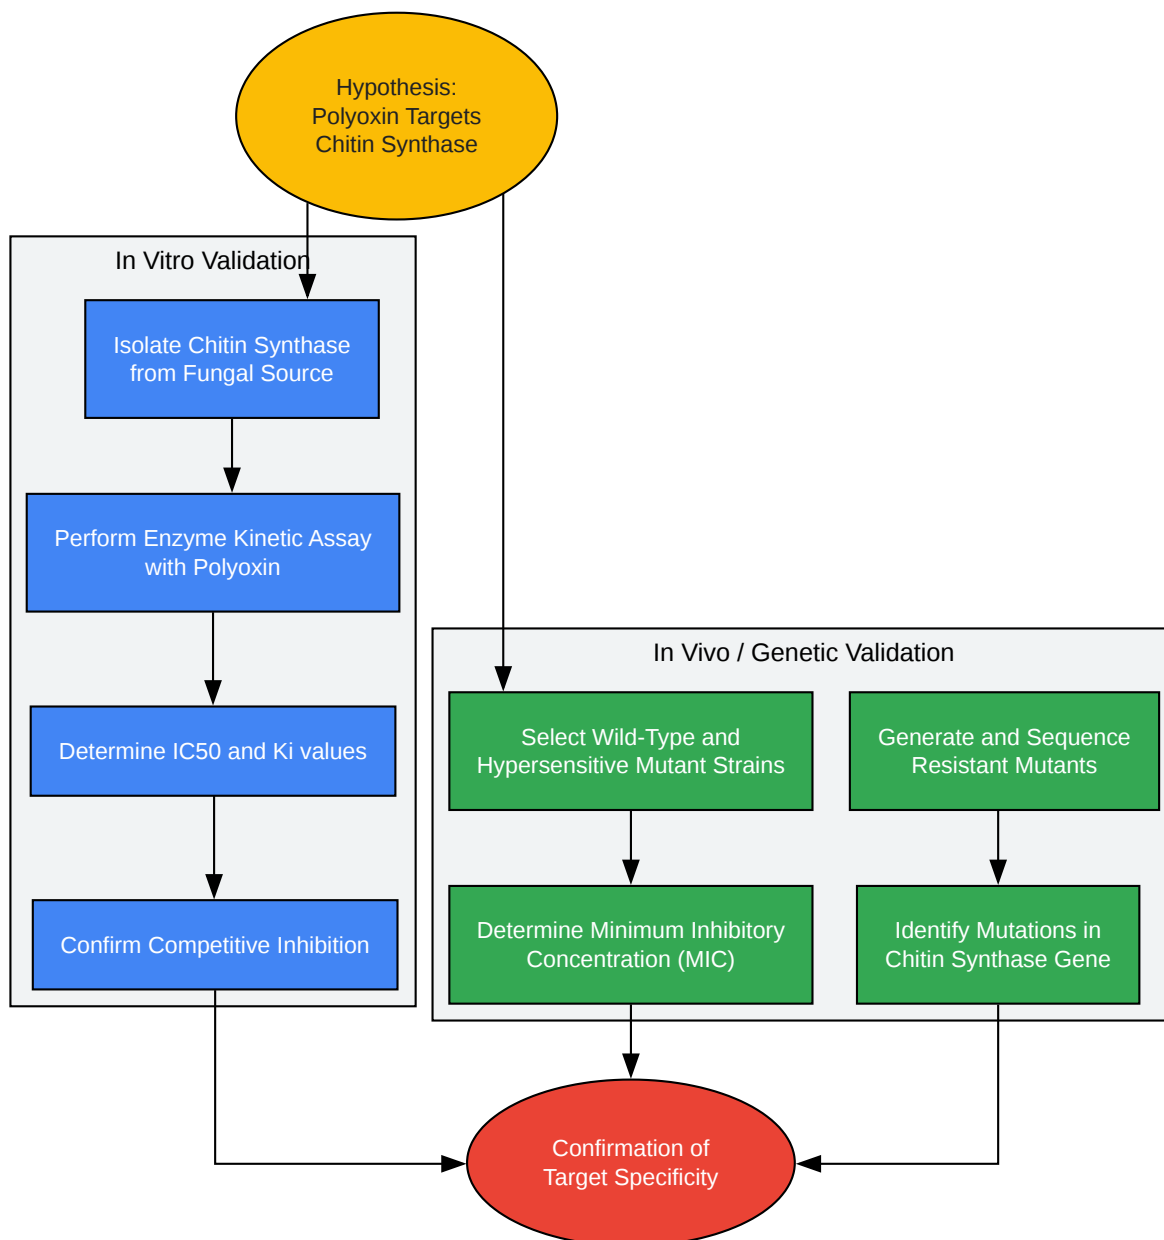 Hypothesis:
Polyoxin Targets
Chitin Synthase
In Vitro Validation
Isolate Chitin Synthase
from Fungal Source
Perform Enzyme Kinetic Assay
with Polyoxin
Determine IC50 and Ki values
Confirm Competitive Inhibition
In Vivo / Genetic Validation
Select Wild-Type and
Hypersensitive Mutant Strains
Determine Minimum Inhibitory
Concentration (MIC)
Generate and Sequence
Resistant Mutants
Identify Mutations in
Chitin Synthase Gene
Confirmation of
Target Specificity